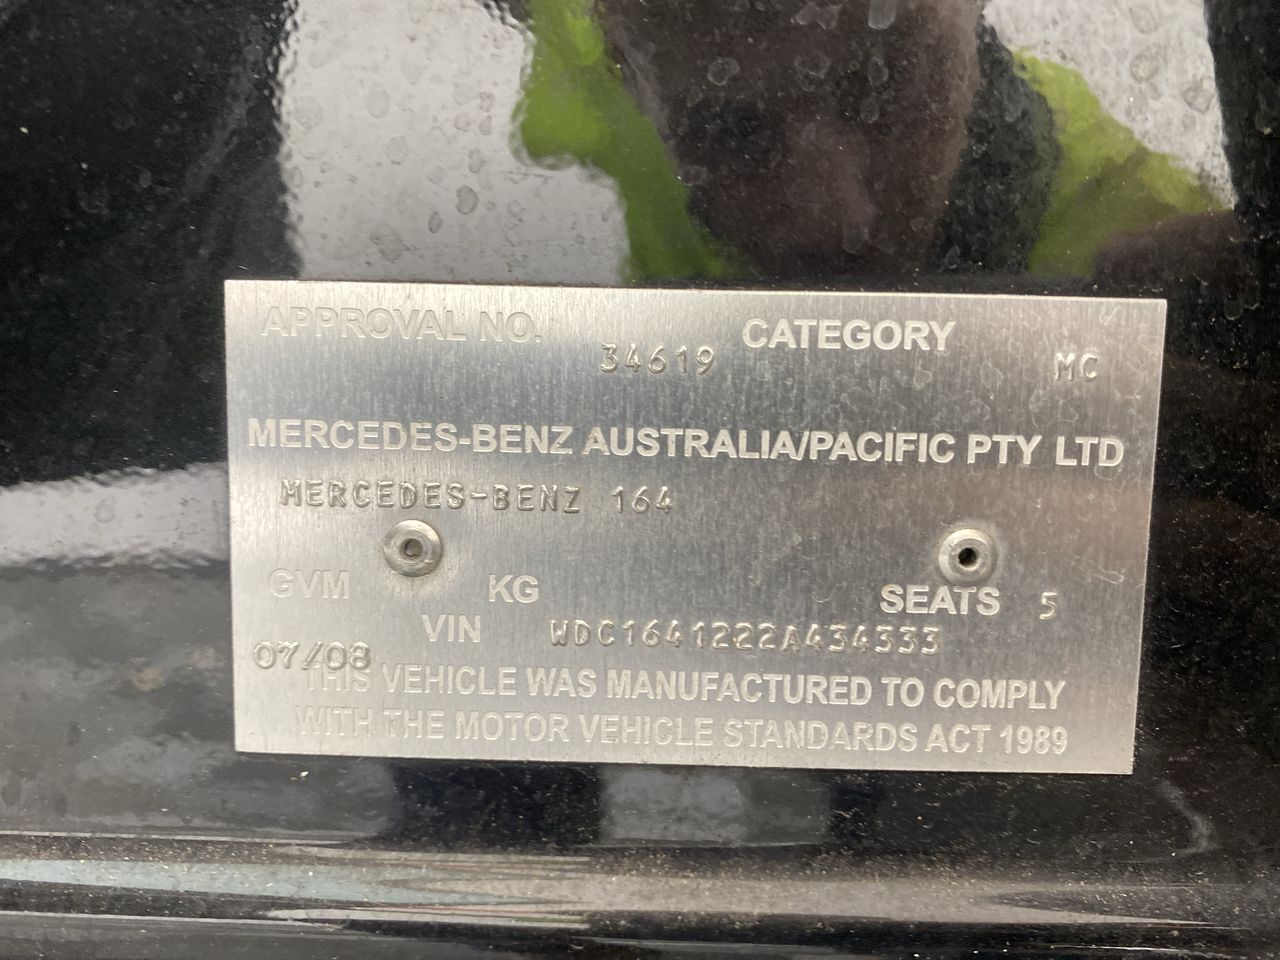 APPROVAL NO. 34619 CATEGORY MC
MERCEDES-BENZ AUSTRALIA/PACIFIC PTY LTD
MERCEDES-BENZ 164
GVM KG SEATS 5
VIN WDC1641222A434333
07/08
THIS VEHICLE WAS MANUFACTURED TO COMPLY
WITH THE MOTOR VEHICLE STANDARDS ACT 1989